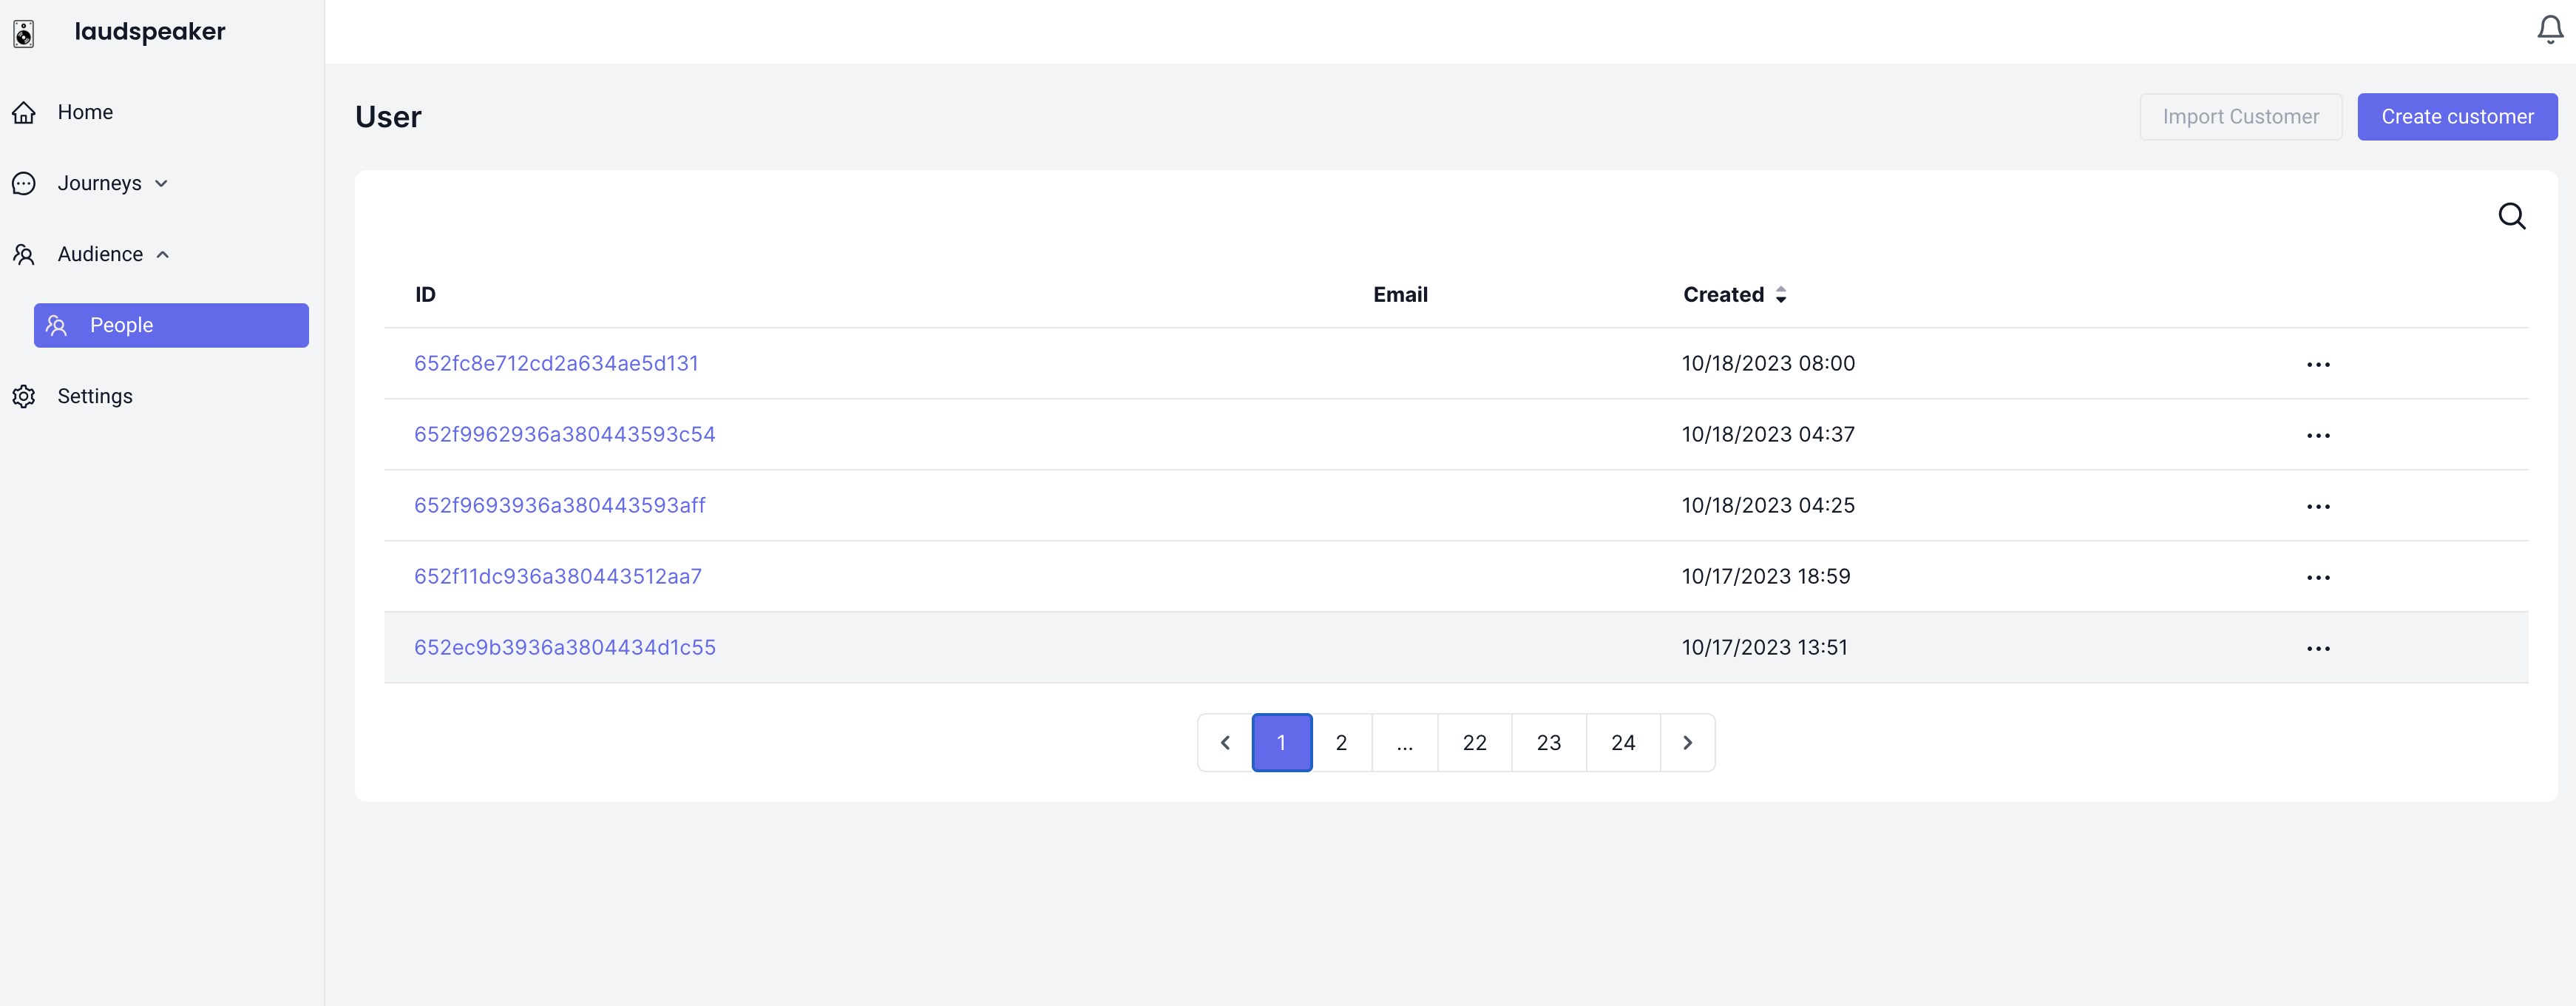 laudspeaker
Home
Journeys
Audience
People
Settings
User
Import Customer
Create customer
ID Email Created
652fc8e712cd2a634ae5d131 10/18/2023 08:00 ...
652f9962936a380443593c54 10/18/2023 04:37 ...
652f9693936a380443593aff 10/18/2023 04:25 ...
652f11dc936a380443512aa7 10/17/2023 18:59 ...
652ec9b3936a3804434d1c55 10/17/2023 13:51 ...
1 2 ... 22 23 24